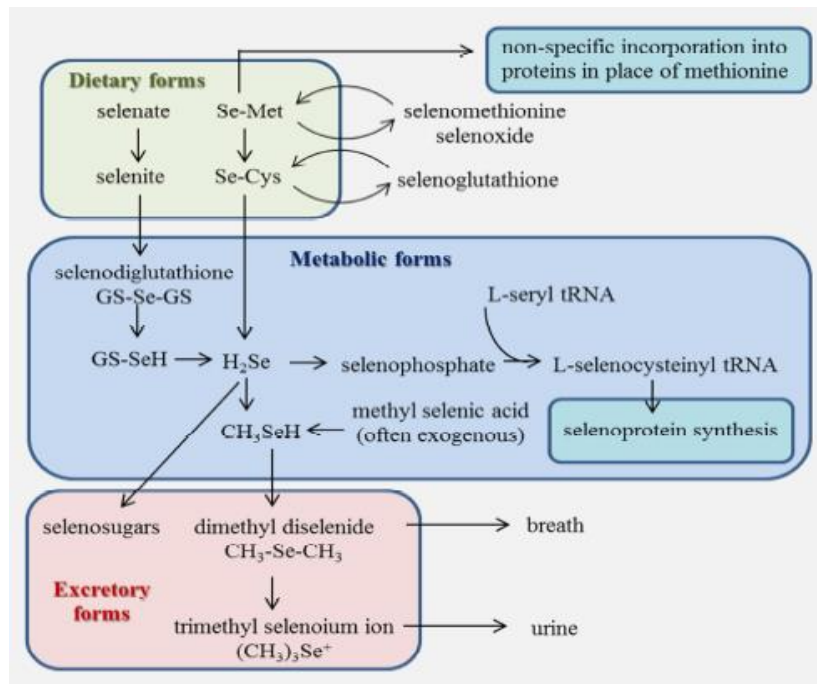 non-specific incorporation into
proteins in place of methionine
Dietary forms
selenate
Se-Met
selenomethionine
selenoxide
selenite
Se-Cys
selenoglutathione
Metabolic forms
selenodiglutathione
GS-Se-GS
L-seryl tRNA
GS-SeH
H₂Se
selenophosphate
L-selenocysteinyl tRNA
methyl selenic acid
(often exogenous)
CH₃SeH
selenoprotein synthesis
selenosugars
dimethyl diselenide
CH₃-Se-CH₃
breath
Excretory
forms
trimethyl selenoium ion
(CH₃)₃Se⁺
urine